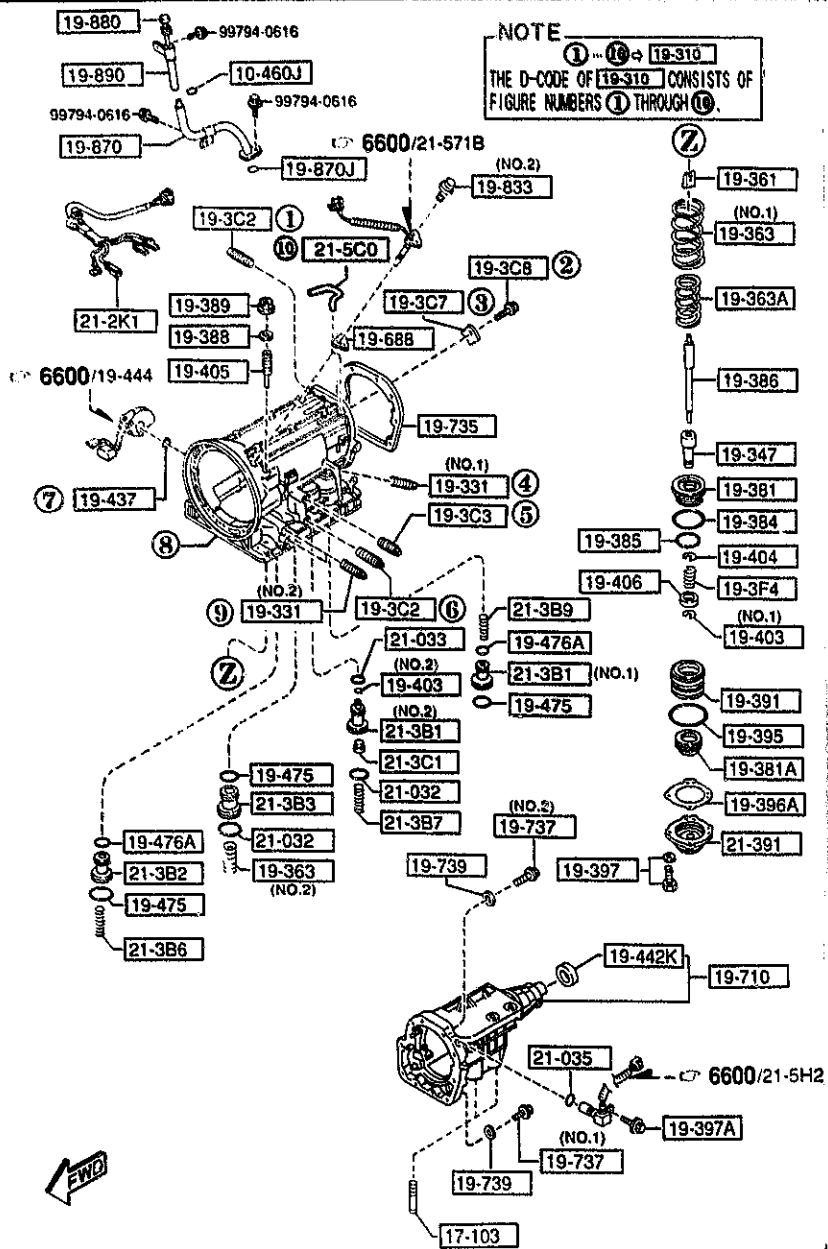 19-880
99794-0616
19-890
10-460J
99794-0616
99794-0616
19-870
19-870J
NOTE
①--⑩⇨ 19-310
THE D-CODE OF 19-310 CONSISTS OF
FIGURE NUMBERS ① THROUGH ⑩.
6600/21-571B
(NO.2)
19-833
Z
19-361
(NO.1)
19-363
19-363A
19-3C2 ①
⑩ 21-5C0
19-3C8 ②
19-3C7 ③
21-2K1
19-389
19-388
19-688
19-405
19-386
6600/19-444
19-735
19-347
(NO.1)
19-331 ④
19-381
⑦ 19-437
19-3C3 ⑤
19-384
⑧
19-385
19-404
19-406
19-3F4
(NO.1)
19-403
(NO.2)
⑨ 19-331
19-3C2 ⑥
21-3B9
21-033
19-476A
Z
(NO.2)
19-403
21-3B1 (NO.1)
19-391
(NO.2)
21-3B1
19-475
19-395
21-3C1
19-381A
19-475
21-032
19-396A
21-3B3
21-3B7
(NO.2)
19-737
19-476A
21-032
21-391
21-3B2
19-363
(NO.2)
19-739
19-397
19-475
21-3B6
19-442K
19-710
21-035
6600/21-5H2
19-397A
(NO.1)
19-737
19-739
FWD
17-103